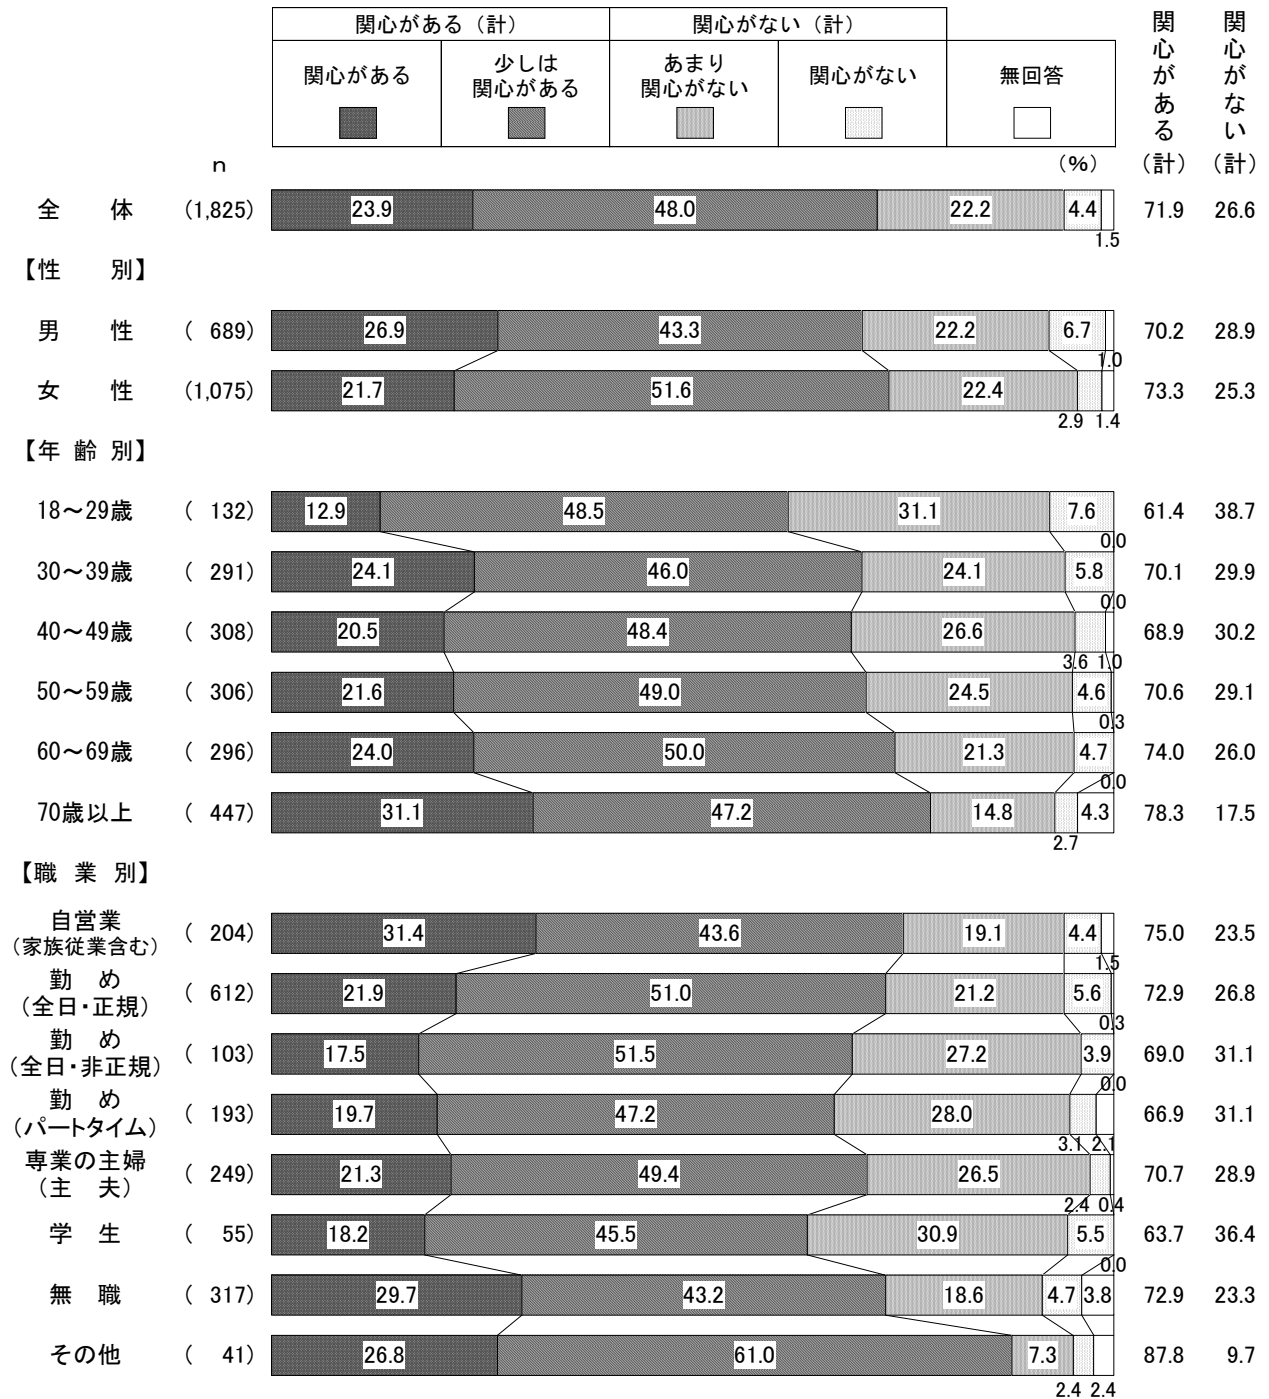 関心がある（計） 関心がない（計） 関心がある（計） 関心がない（計）
関心がある 少しは関心がある あまり関心がない 関心がない 無回答
n （％）
全　体 (1,825) 23.9 48.0 22.2 4.4 1.5 71.9 26.6
【性　別】
男　性 ( 689) 26.9 43.3 22.2 6.7 1.0 70.2 28.9
女　性 (1,075) 21.7 51.6 22.4 2.9 1.4 73.3 25.3
【年 齢 別】
18～29歳 ( 132) 12.9 48.5 31.1 7.6 0.0 61.4 38.7
30～39歳 ( 291) 24.1 46.0 24.1 5.8 0.0 70.1 29.9
40～49歳 ( 308) 20.5 48.4 26.6 3.6 1.0 68.9 30.2
50～59歳 ( 306) 21.6 49.0 24.5 4.6 0.3 70.6 29.1
60～69歳 ( 296) 24.0 50.0 21.3 4.7 0.0 74.0 26.0
70歳以上 ( 447) 31.1 47.2 14.8 2.7 4.3 78.3 17.5
【職 業 別】
自営業
（家族従業含む） ( 204) 31.4 43.6 19.1 4.4 1.5 75.0 23.5
勤　め
（全日・正規） ( 612) 21.9 51.0 21.2 5.6 0.3 72.9 26.8
勤　め
（全日・非正規） ( 103) 17.5 51.5 27.2 3.9 0.0 69.0 31.1
勤　め
（パートタイム） ( 193) 19.7 47.2 28.0 3.1 2.1 66.9 31.1
専業の主婦
（主　夫） ( 249) 21.3 49.4 26.5 2.4 0.4 70.7 28.9
学　生 ( 55) 18.2 45.5 30.9 5.5 0.0 63.7 36.4
無　職 ( 317) 29.7 43.2 18.6 4.7 3.8 72.9 23.3
その他 ( 41) 26.8 61.0 7.3 2.4 2.4 87.8 9.7